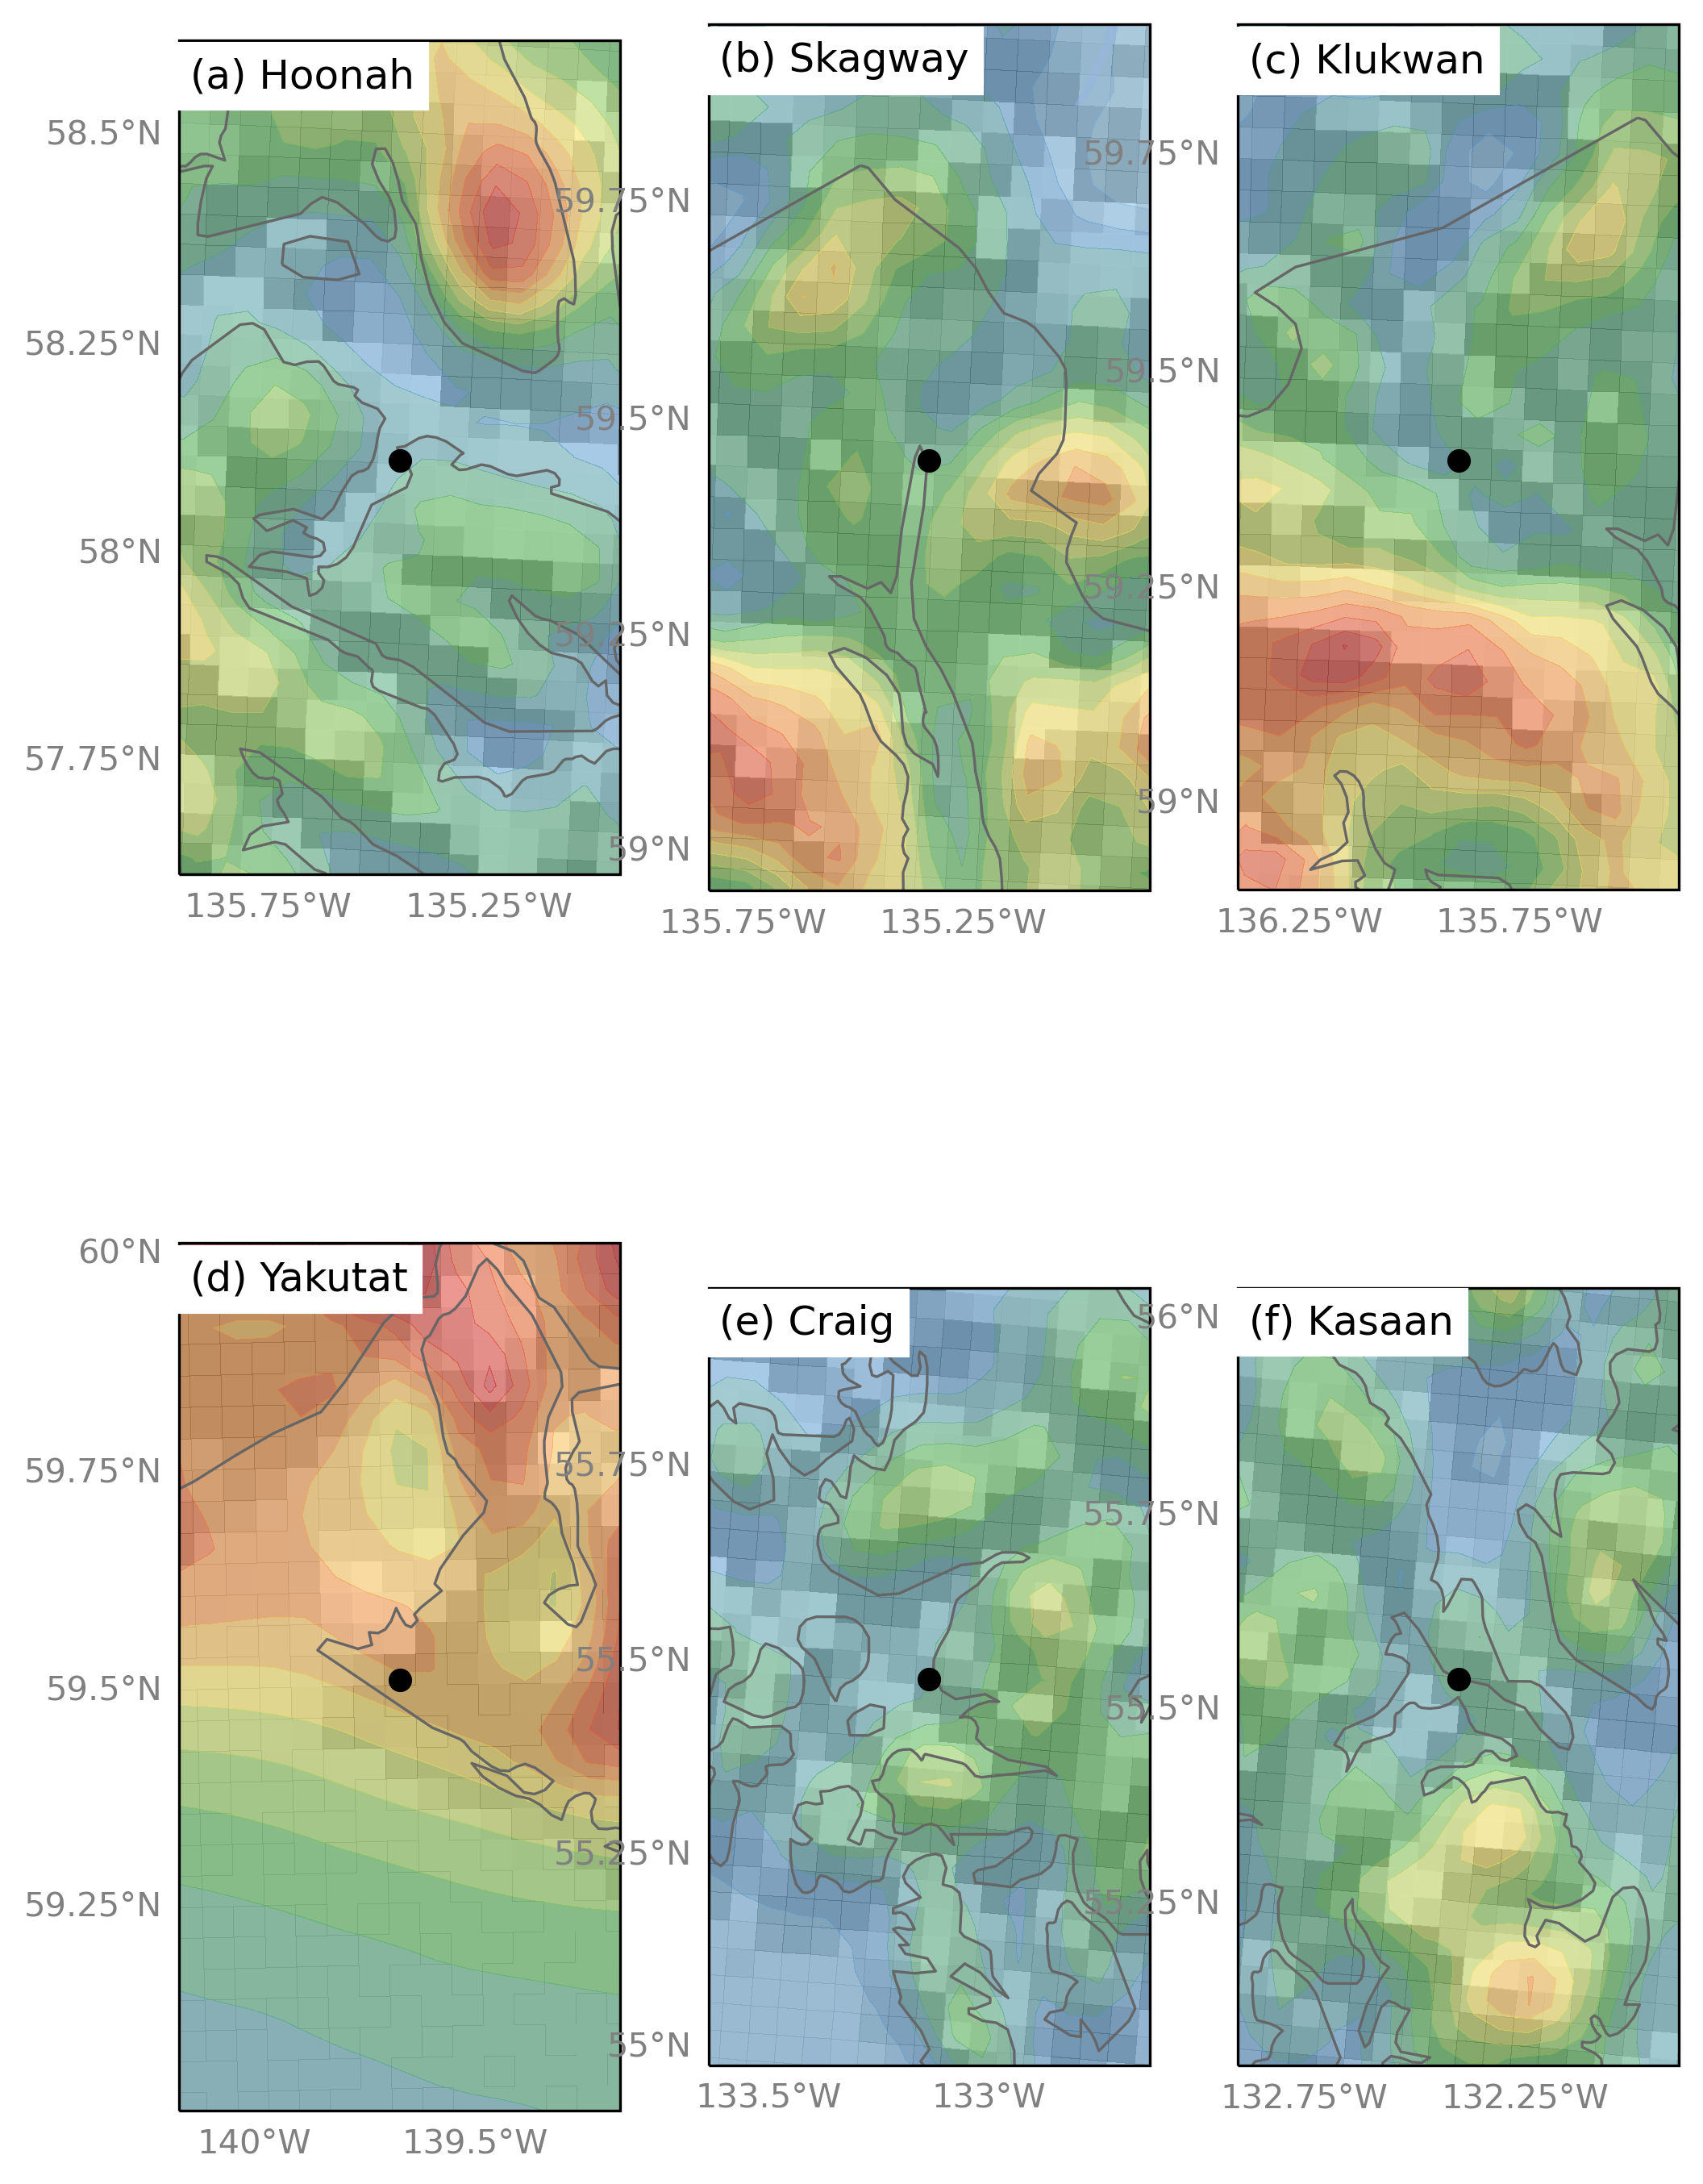 (a) Hoonah
(b) Skagway
(c) Klukwan
58.5°N
58.25°N
58°N
57.75°N
135.75°W
135.25°W
59.75°N
59.5°N
59.25°N
59°N
135.75°W
135.25°W
59.75°N
59.5°N
59.25°N
59°N
136.25°W
135.75°W
(d) Yakutat
(e) Craig
(f) Kasaan
60°N
59.75°N
59.5°N
59.25°N
140°W
139.5°W
55.75°N
55.5°N
55.25°N
55°N
133.5°W
133°W
56°N
55.75°N
55.5°N
55.25°N
132.75°W
132.25°W